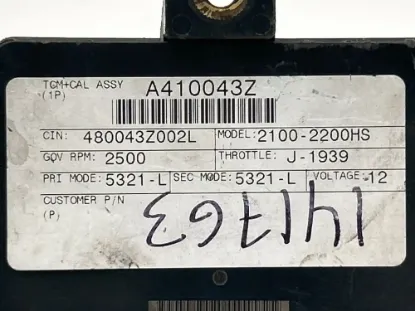 TCM+CAL ASSY A410043Z
(1P)
CIN: 480043Z002L MODEL: 2100-2200HS
GOV RPM: 2500 THROTTLE: J-1939
PRI MODE: 5321-L SEC MODE: 5321-L VOLTAGE: 12
CUSTOMER P/N
(P)
141763